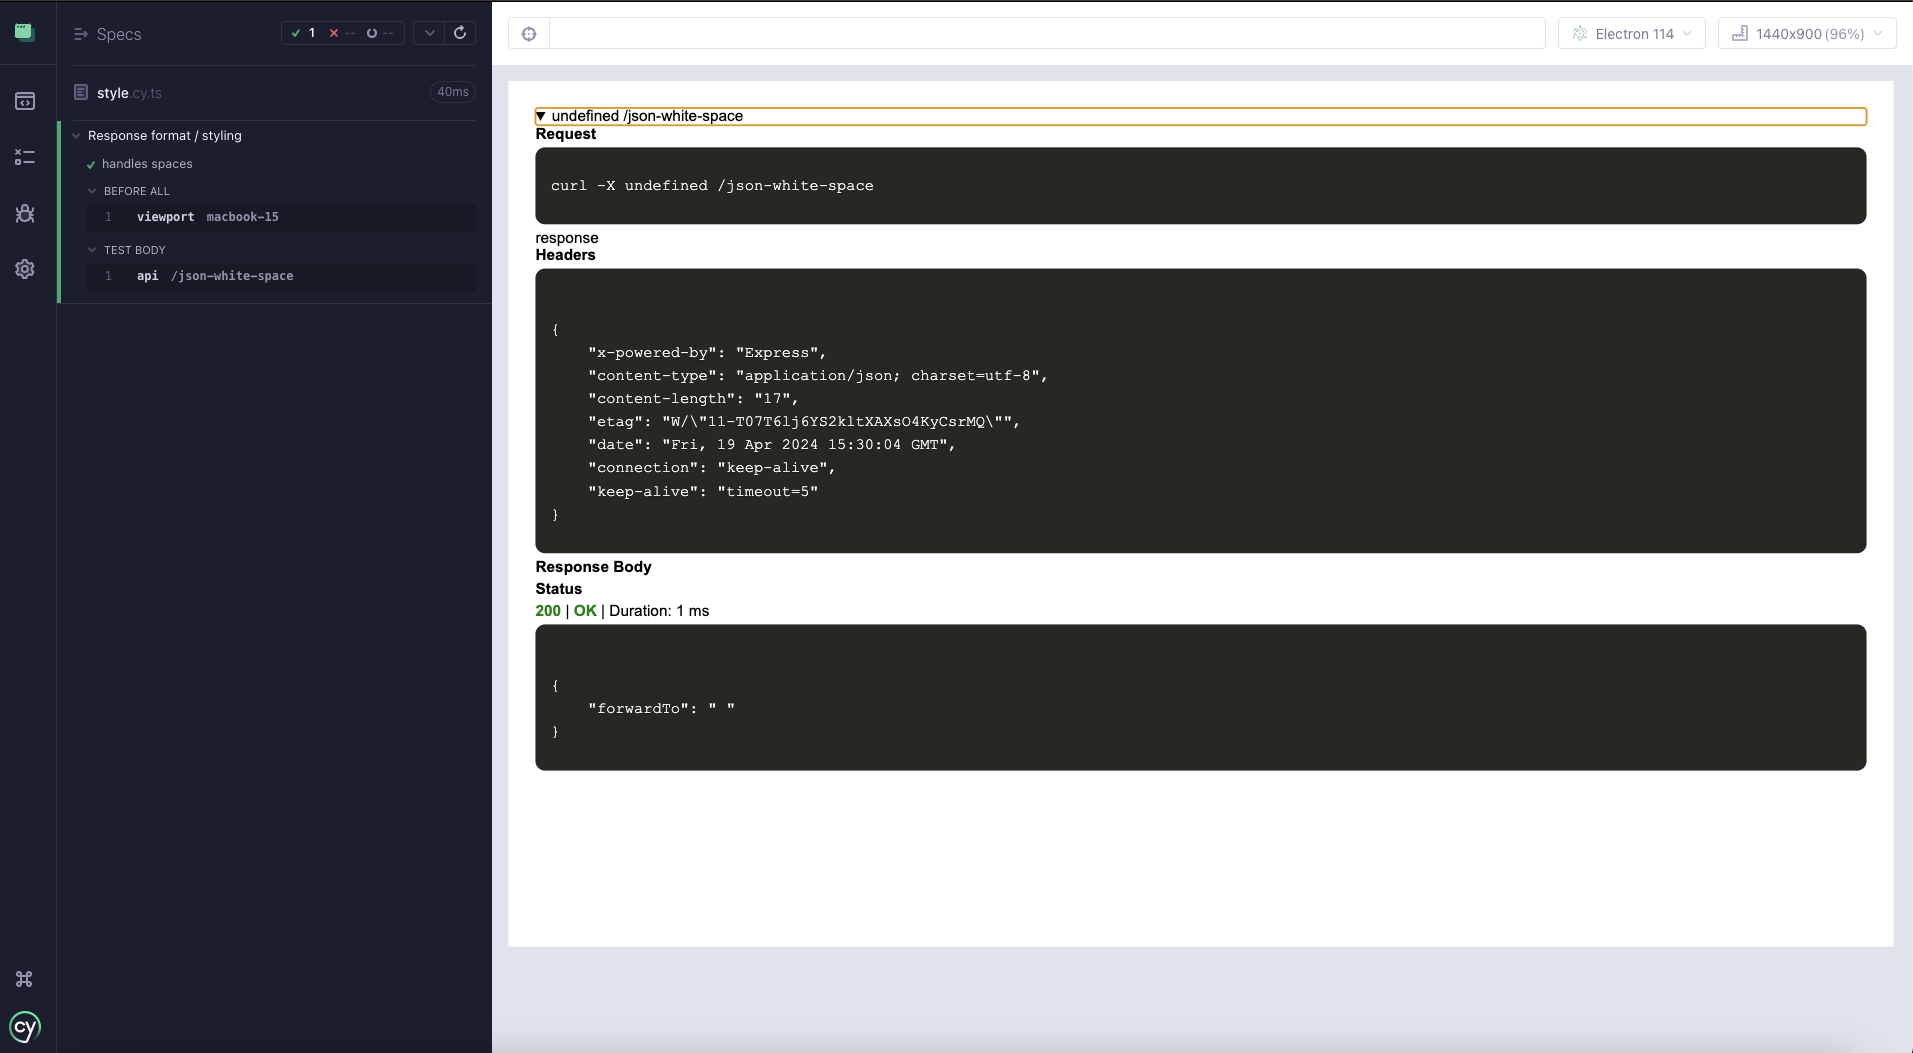 Specs
1 -- --
style.cy.ts 40ms
Response format / styling
handles spaces
BEFORE ALL
1 viewport macbook-15
TEST BODY
1 api /json-white-space
cy
Electron 114
1440x900 (96%)
undefined /json-white-space
Request
curl -X undefined /json-white-space
response
Headers
{
"x-powered-by": "Express",
"content-type": "application/json; charset=utf-8",
"content-length": "17",
"etag": "W/\"11-T07T6lj6YS2kltXAXsO4KyCsrMQ\"",
"date": "Fri, 19 Apr 2024 15:30:04 GMT",
"connection": "keep-alive",
"keep-alive": "timeout=5"
}
Response Body
Status
200 | OK | Duration: 1 ms
{
"forwardTo": " "
}